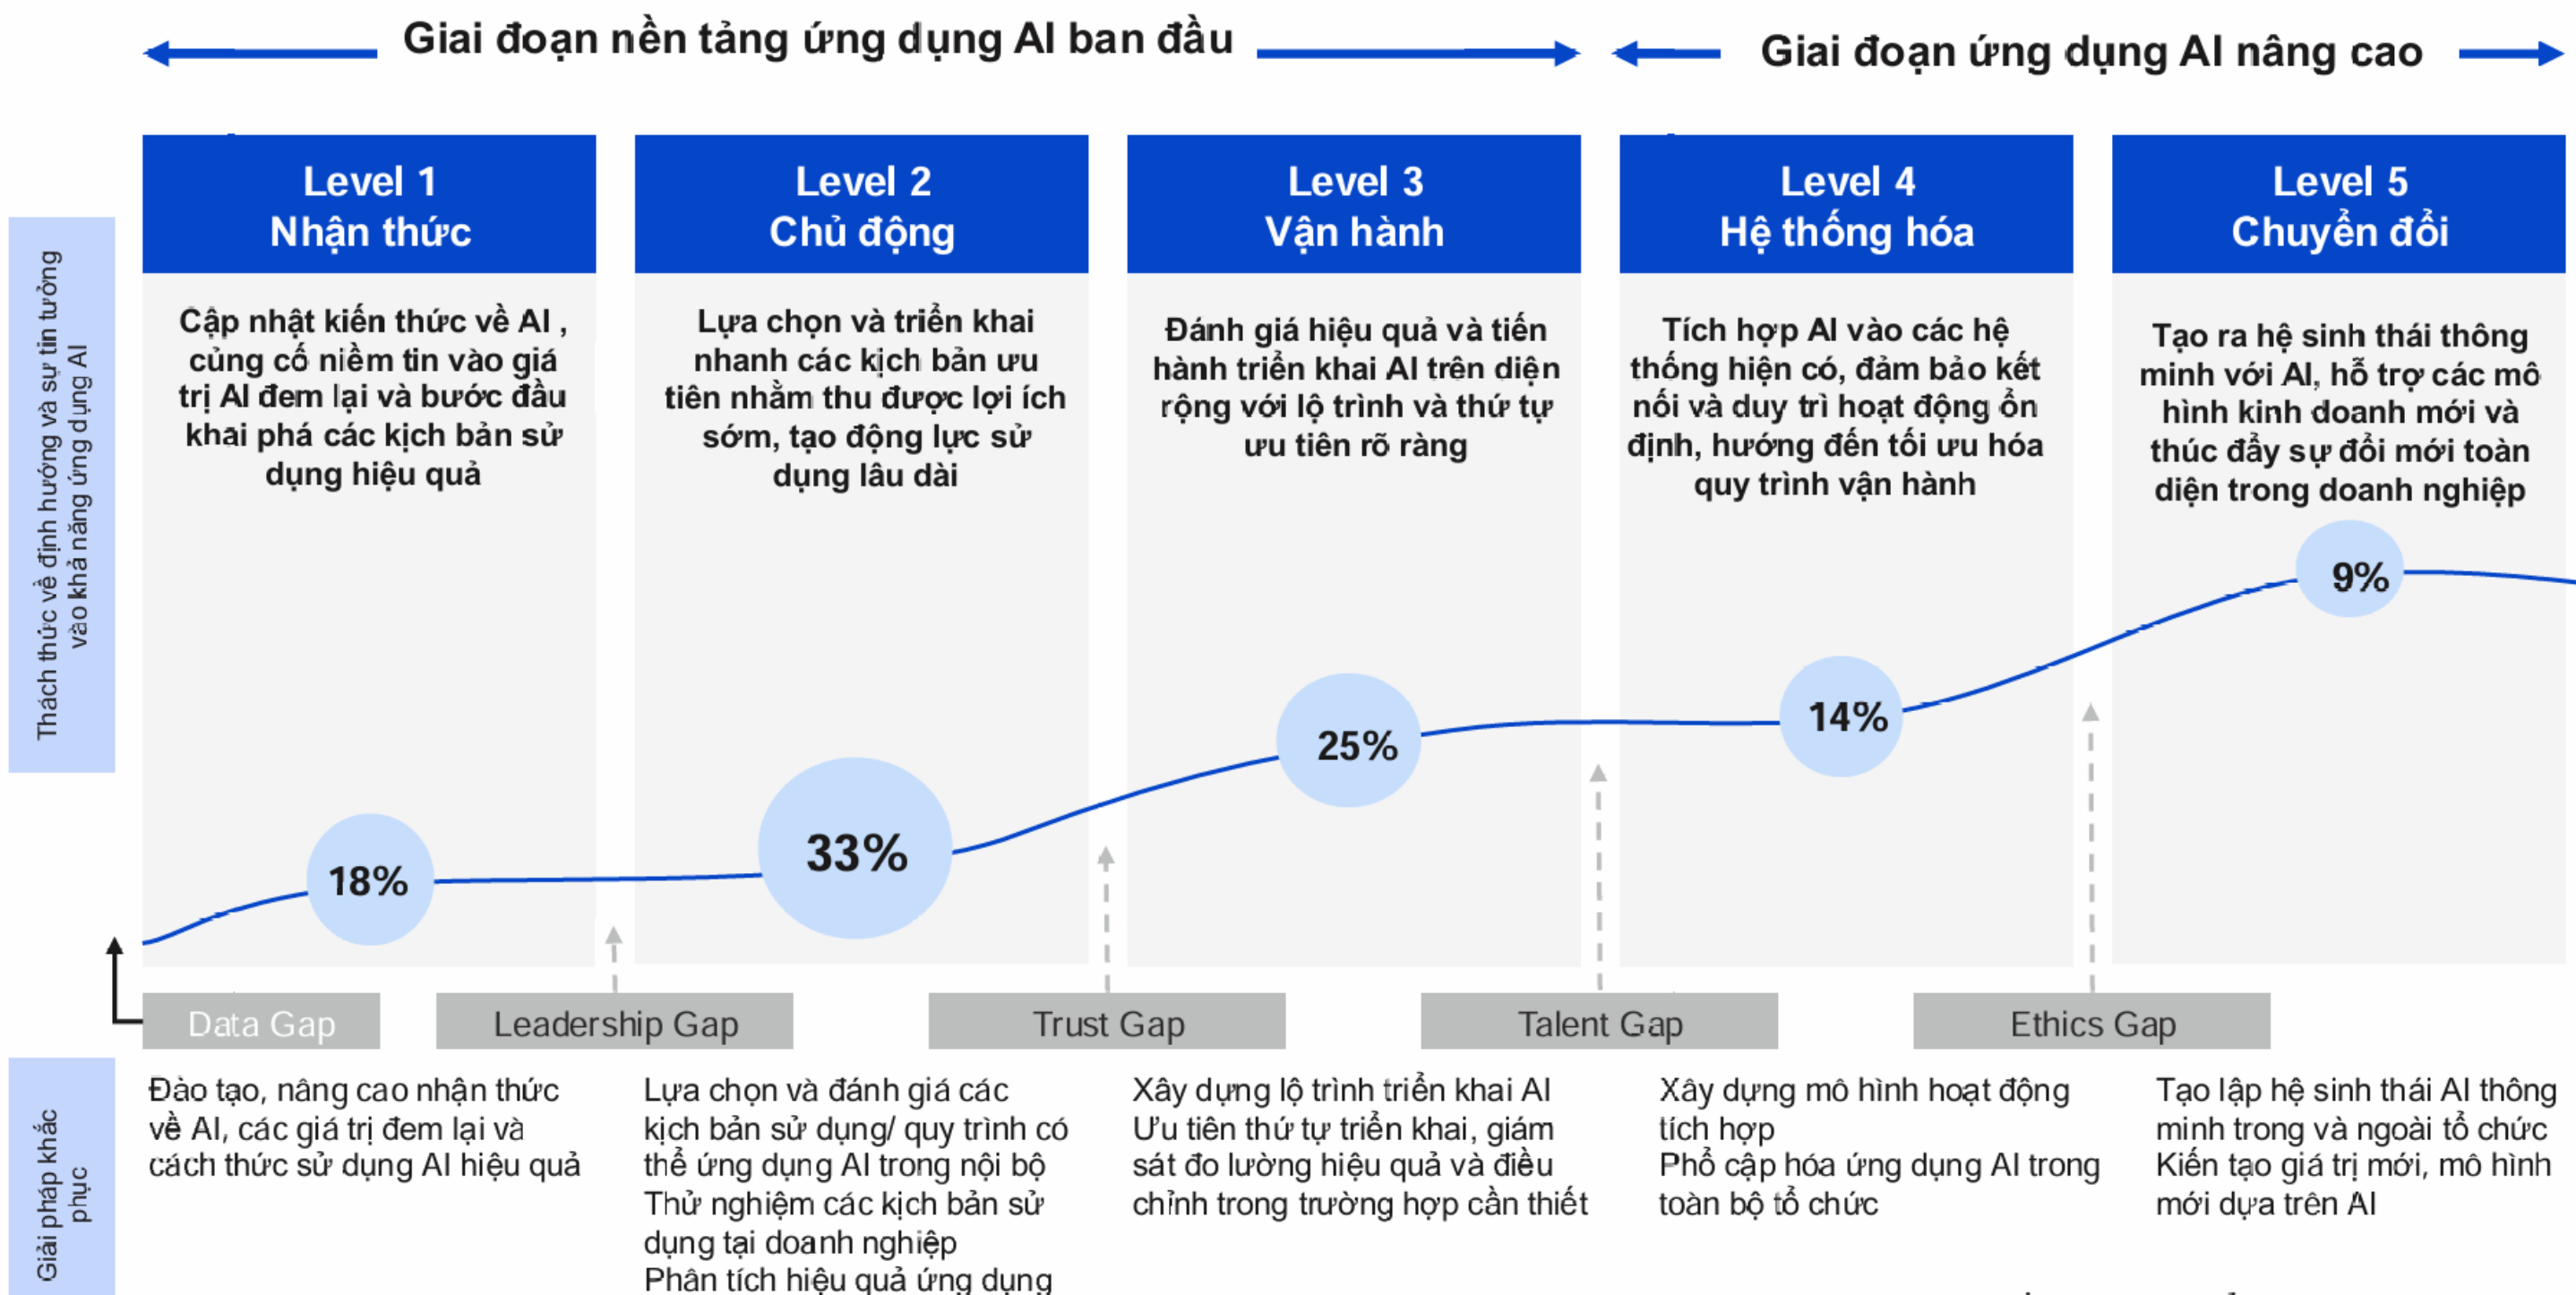 Giai đoạn nền tảng ứng dụng AI ban đầu
Giai đoạn ứng dụng AI nâng cao
Level 1
Nhận thức
Level 2
Chủ động
Level 3
Vận hành
Level 4
Hệ thống hóa
Level 5
Chuyển đổi
Thách thức về định hướng và sự tin tưởng
vào khả năng ứng dụng AI
Cập nhật kiến thức về AI ,
củng cố niềm tin vào giá
trị AI đem lại và bước đầu
khai phá các kịch bản sử
dụng hiệu quả
Lựa chọn và triển khai
nhanh các kịch bản ưu
tiên nhằm thu được lợi ích
sớm, tạo động lực sử
dụng lâu dài
Đánh giá hiệu quả và tiến
hành triển khai AI trên diện
rộng với lộ trình và thứ tự
ưu tiên rõ ràng
Tích hợp AI vào các hệ
thống hiện có, đảm bảo kết
nối và duy trì hoạt động ổn
định, hướng đến tối ưu hóa
quy trình vận hành
Tạo ra hệ sinh thái thông
minh với AI, hỗ trợ các mô
hình kinh doanh mới và
thúc đẩy sự đổi mới toàn
diện trong doanh nghiệp
18%
33%
25%
14%
9%
Data Gap
Leadership Gap
Trust Gap
Talent Gap
Ethics Gap
Giải pháp khắc
phục
Đào tạo, nâng cao nhận thức
về AI, các giá trị đem lại và
cách thức sử dụng AI hiệu quả
Lựa chọn và đánh giá các
kịch bản sử dụng/ quy trình có
thể ứng dụng AI trong nội bộ
Thử nghiệm các kịch bản sử
dụng tại doanh nghiệp
Phân tích hiệu quả ứng dụng
Xây dựng lộ trình triển khai AI
Ưu tiên thứ tự triển khai, giám
sát đo lường hiệu quả và điều
chỉnh trong trường hợp cần thiết
Xây dựng mô hình hoạt động
tích hợp
Phổ cập hóa ứng dụng AI trong
toàn bộ tổ chức
Tạo lập hệ sinh thái AI thông
minh trong và ngoài tổ chức
Kiến tạo giá trị mới, mô hình
mới dựa trên AI